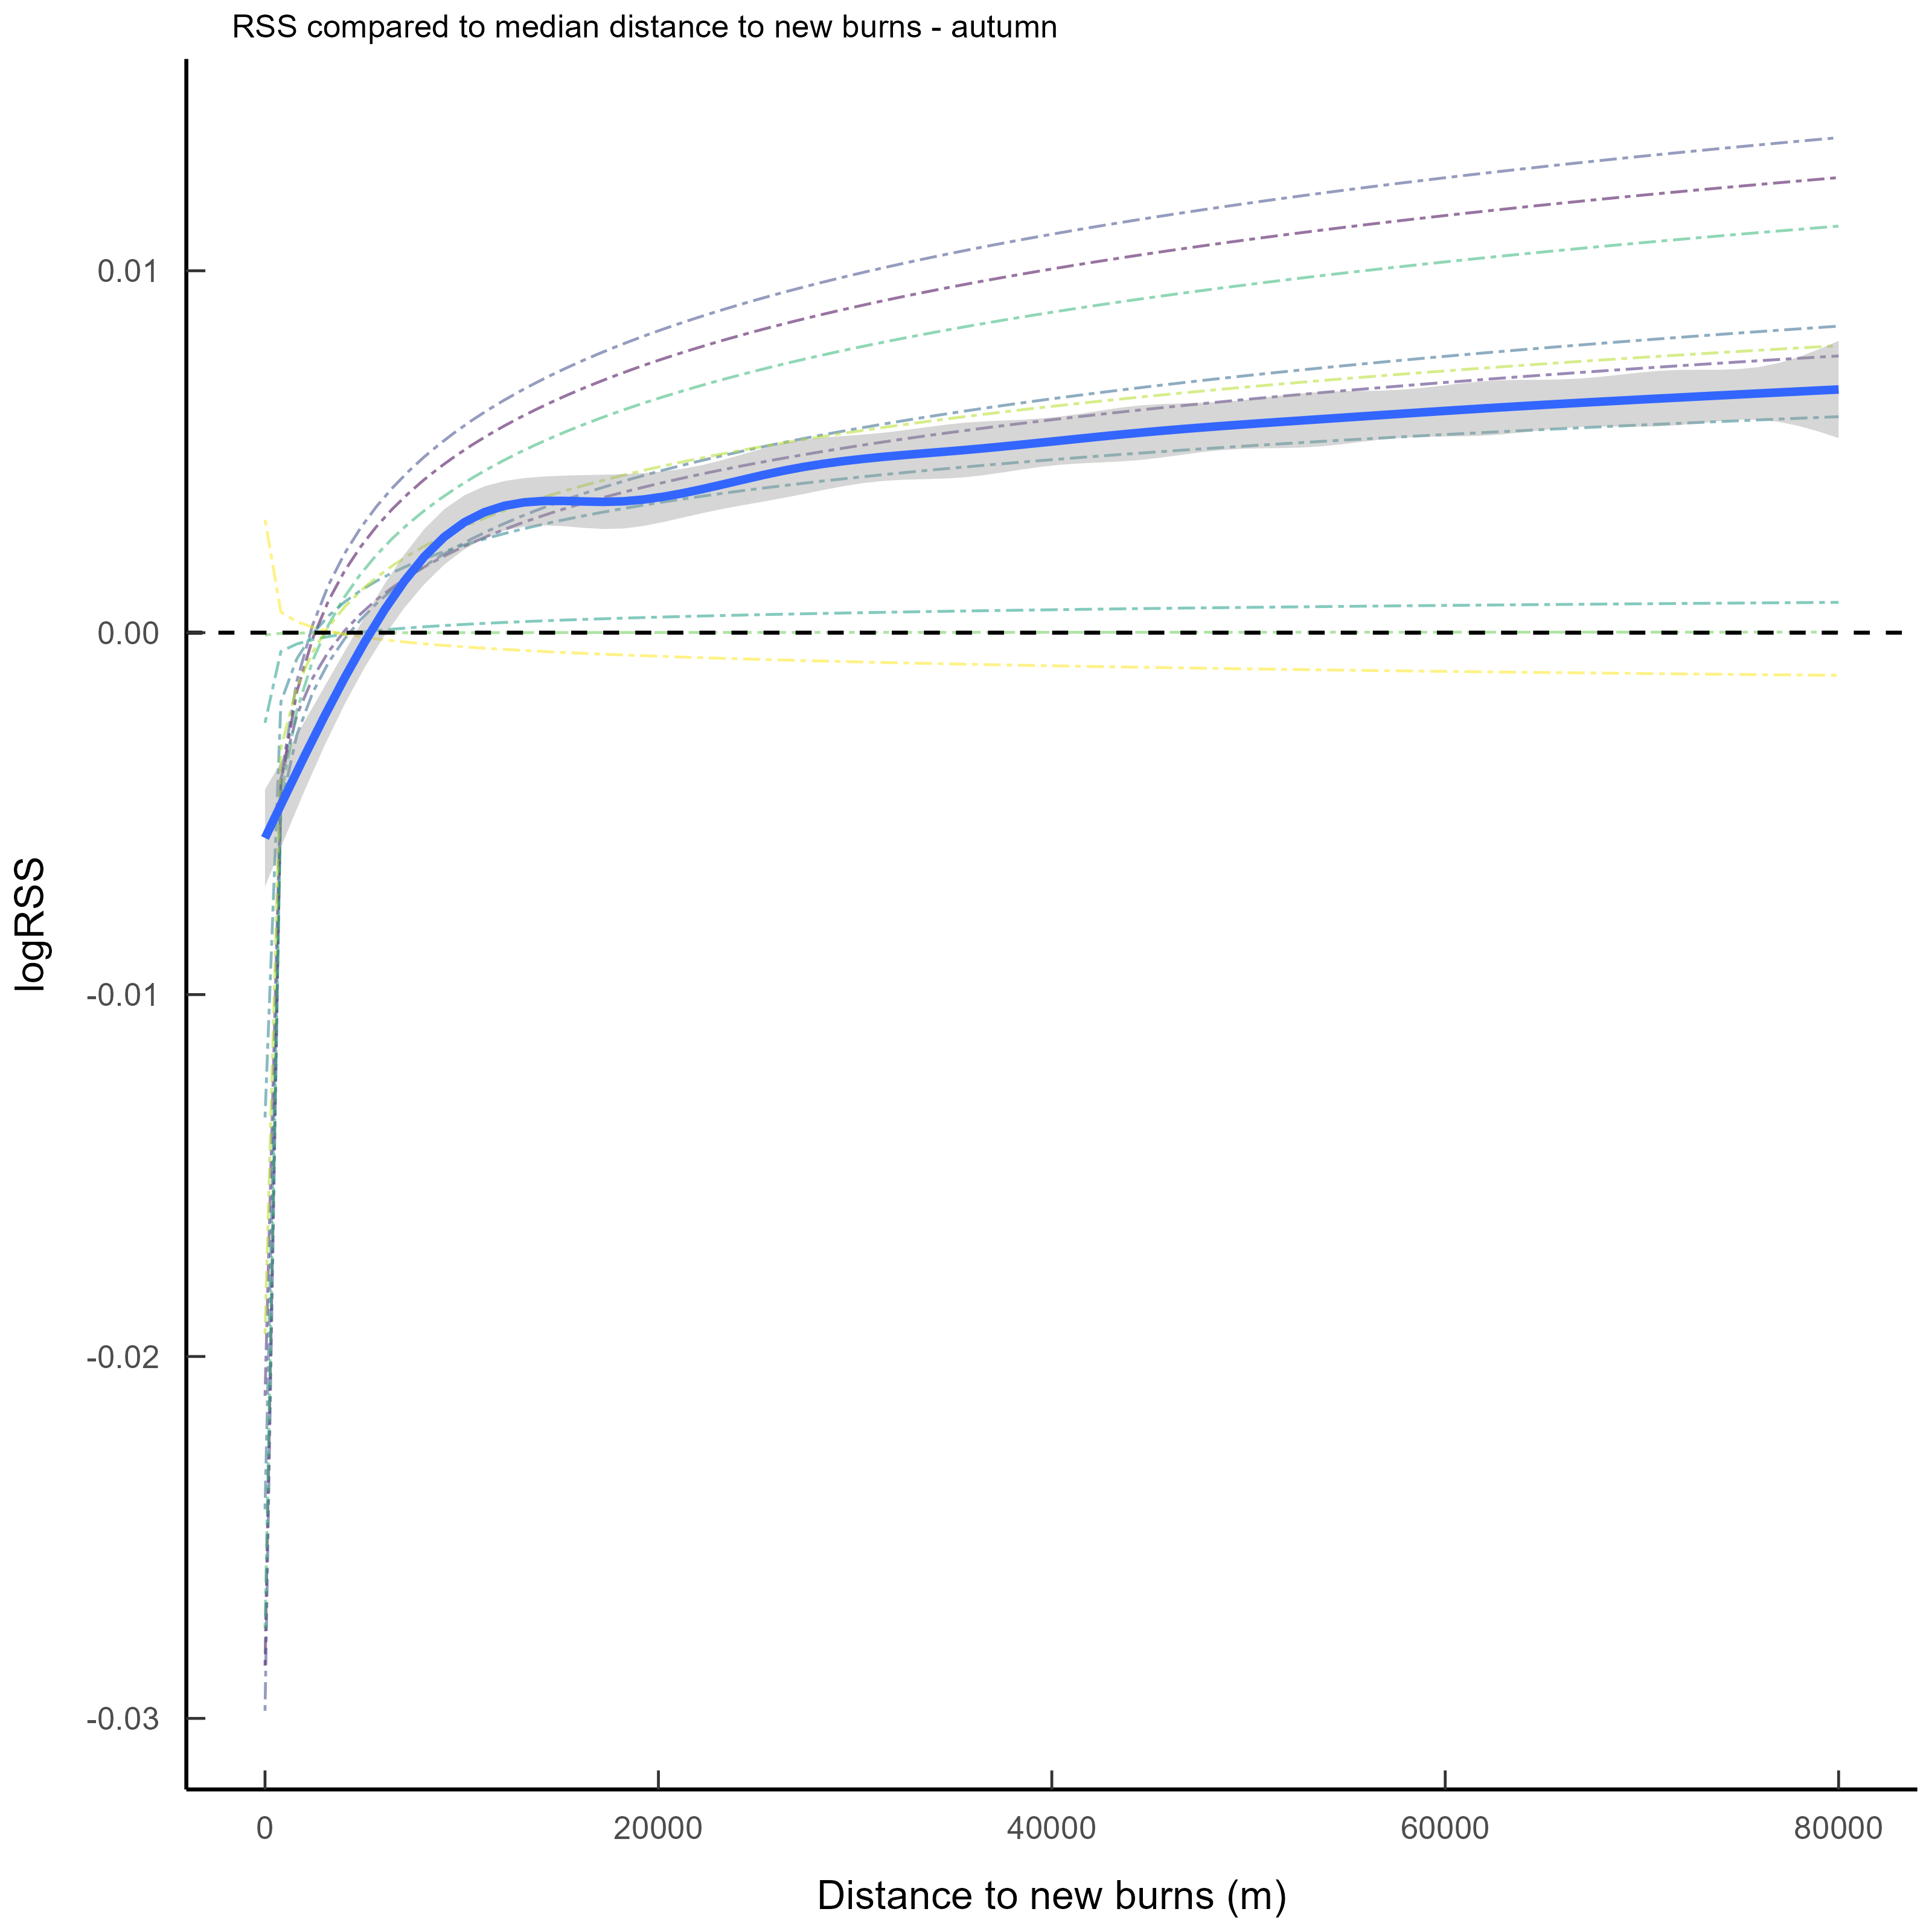 RSS compared to median distance to new burns - autumn
0.01
0.00
-0.01
-0.02
-0.03
logRSS
0 20000 40000 60000 80000
Distance to new burns (m)